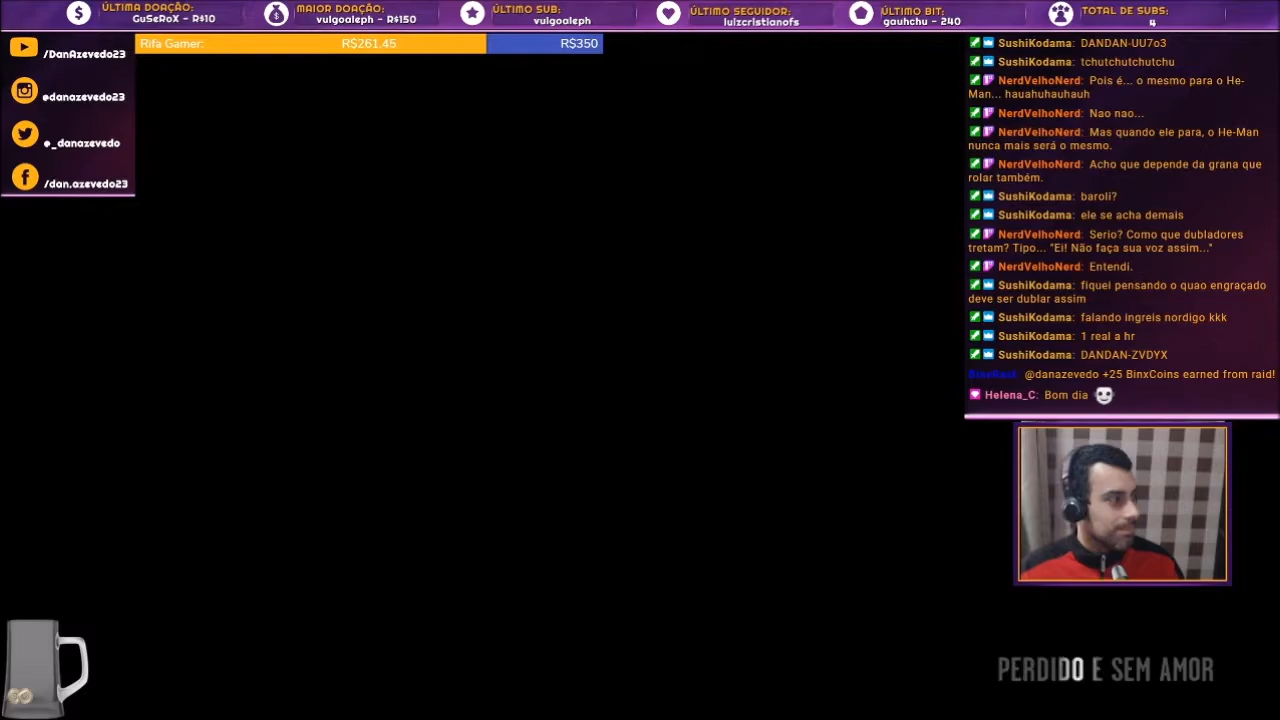 ÚLTIMA DOAÇÃO:
GuSeRoX - R$10
MAIOR DOAÇÃO:
vulgoaleph - R$150
ÚLTIMO SUB:
vulgoaleph
ÚLTIMO SEGUIDOR:
luizcristianofs
ÚLTIMO BIT:
gauhchu - 240
TOTAL DE SUBS:
4
/DanAzevedo23
@danazevedo23
@_danazevedo
/dan.azevedo23
Rifa Gamer: R$261.45 R$350
SushiKodama: DANDAN-UU7o3
SushiKodama: tchutchutchutchu
NerdVelhoNerd: Pois é... o mesmo para o He-
Man... hauahuhauhauh
NerdVelhoNerd: Nao nao...
NerdVelhoNerd: Mas quando ele para, o He-Man
nunca mais será o mesmo.
NerdVelhoNerd: Acho que depende da grana que
rolar também.
SushiKodama: baroli?
SushiKodama: ele se acha demais
NerdVelhoNerd: Serio? Como que dubladores
tretam? Tipo... "Ei! Não faça sua voz assim..."
NerdVelhoNerd: Entendi.
SushiKodama: fiquei pensando o quao engraçado
deve ser dublar assim
SushiKodama: falando ingreis nordigo kkk
SushiKodama: 1 real a hr
SushiKodama: DANDAN-ZVDYX
@danazevedo +25 BinxCoins earned from raid!
Helena_C: Bom dia
PERDIDO E SEM AMOR